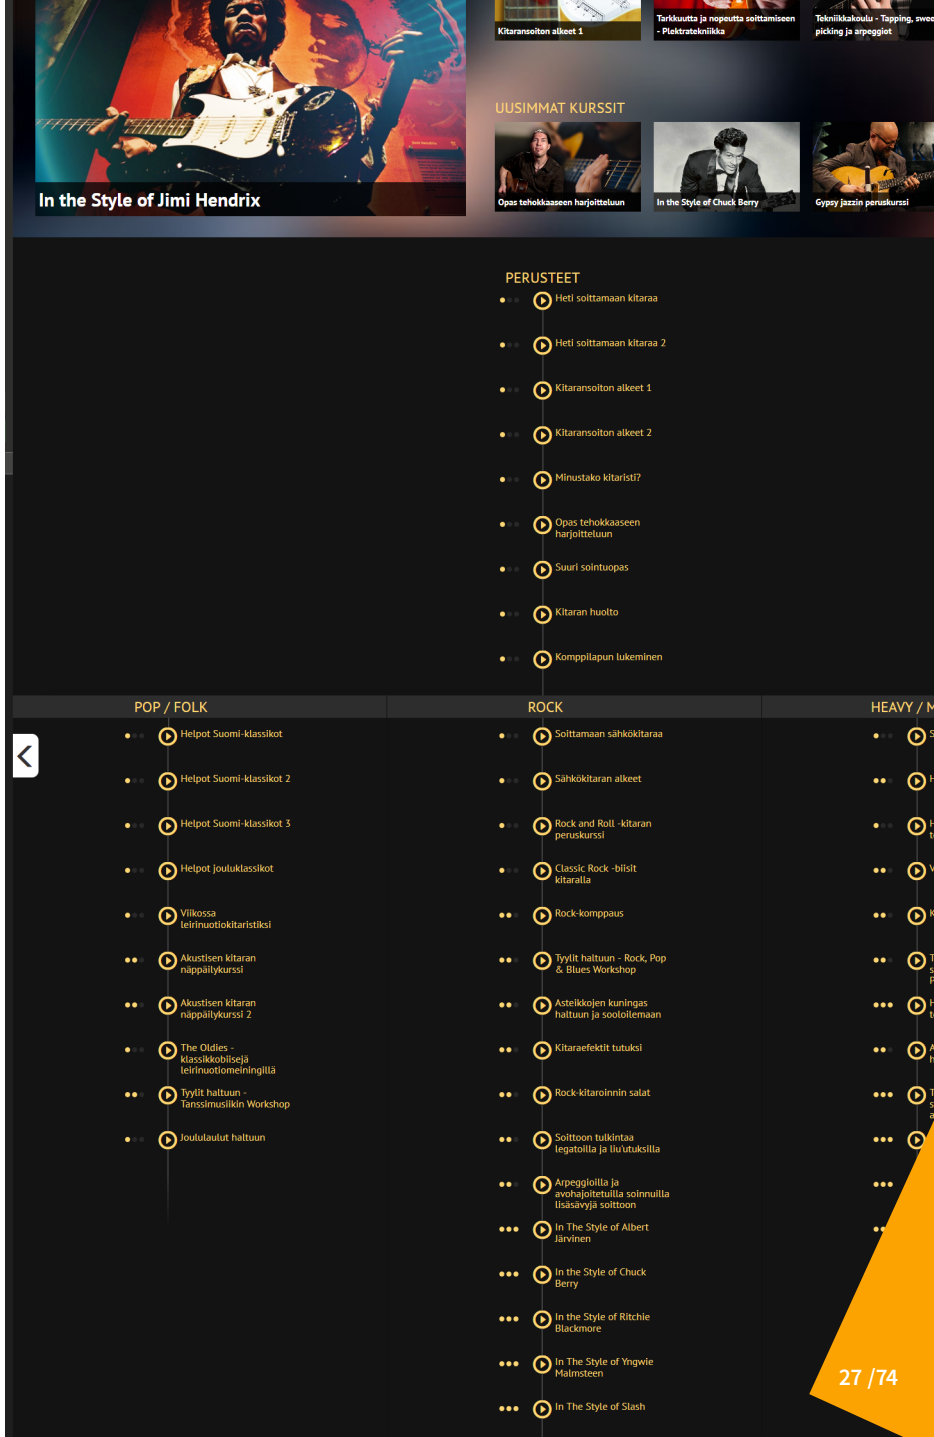 Kitaransoiton alkeet 1
Tarkkuutta ja nopeutta soittamiseen
- Plektratekniikka
Tekniikkakoulu - Tapping, swee
picking ja arpeggiot
In the Style of Jimi Hendrix
UUSIMMAT KURSSIT
Opas tehokkaaseen harjoitteluun
In the Style of Chuck Berry
Gypsy jazzin peruskurssi
PERUSTEET
Heti soittamaan kitaraa
Heti soittamaan kitaraa 2
Kitaransoiton alkeet 1
Kitaransoiton alkeet 2
Minustako kitaristi?
Opas tehokkaaseen
harjoitteluun
Suuri sointuopas
Kitaran huolto
Komppilapun lukeminen
POP / FOLK
Helpot Suomi-klassikot
Helpot Suomi-klassikot 2
Helpot Suomi-klassikot 3
Helpot jouluklassikot
Viikossa
leirinuotiokitaristiksi
Akustisen kitaran
näppäilykurssi
Akustisen kitaran
näppäilykurssi 2
The Oldies -
klassikkobiisejä
leirinuotiomeiningillä
Tyylit haltuun -
Tanssimusiikin Workshop
Joululaulut haltuun
ROCK
Soittamaan sähkökitaraa
Sähkökitaran alkeet
Rock and Roll -kitaran
peruskurssi
Classic Rock -biisit
kitaralla
Rock-komppaus
Tyylit haltuun - Rock, Pop
& Blues Workshop
Asteikkojen kuningas
haltuun ja sooloilemaan
Kitaraefektit tutuksi
Rock-kitaroinnin salat
Soittoon tulkintaa
legatoilla ja liu'utuksilla
Arpeggioilla ja
avohajoitetuilla soinnuilla
lisäsävyjä soittoon
In The Style of Albert
Järvinen
In the Style of Chuck
Berry
In the Style of Ritchie
Blackmore
In The Style of Yngwie
Malmsteen
In The Style of Slash
HEAVY / M
27 /74